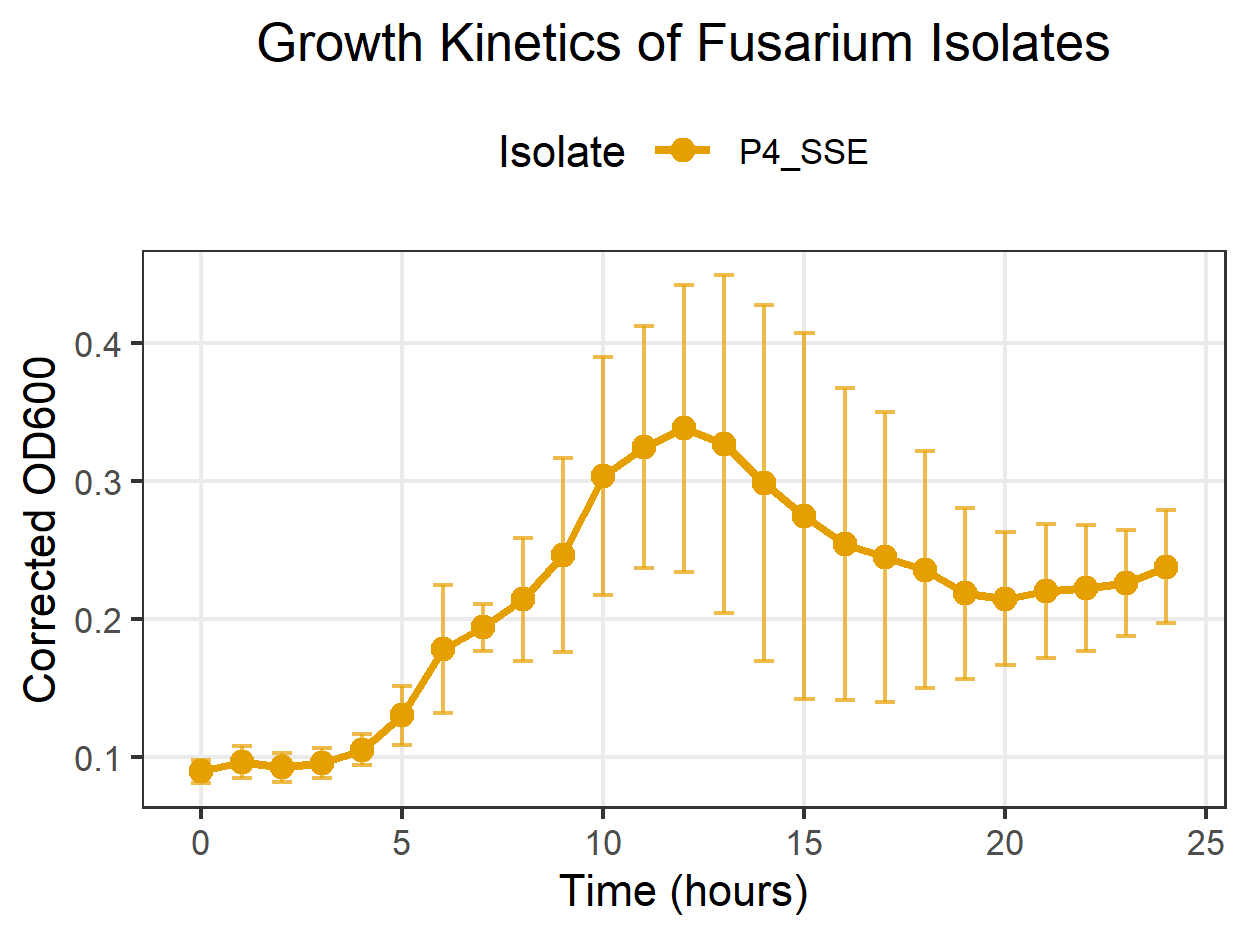 Growth Kinetics of Fusarium Isolates
Isolate P4_SSE
Corrected OD600
0.4
0.3
0.2
0.1
0 5 10 15 20 25
Time (hours)